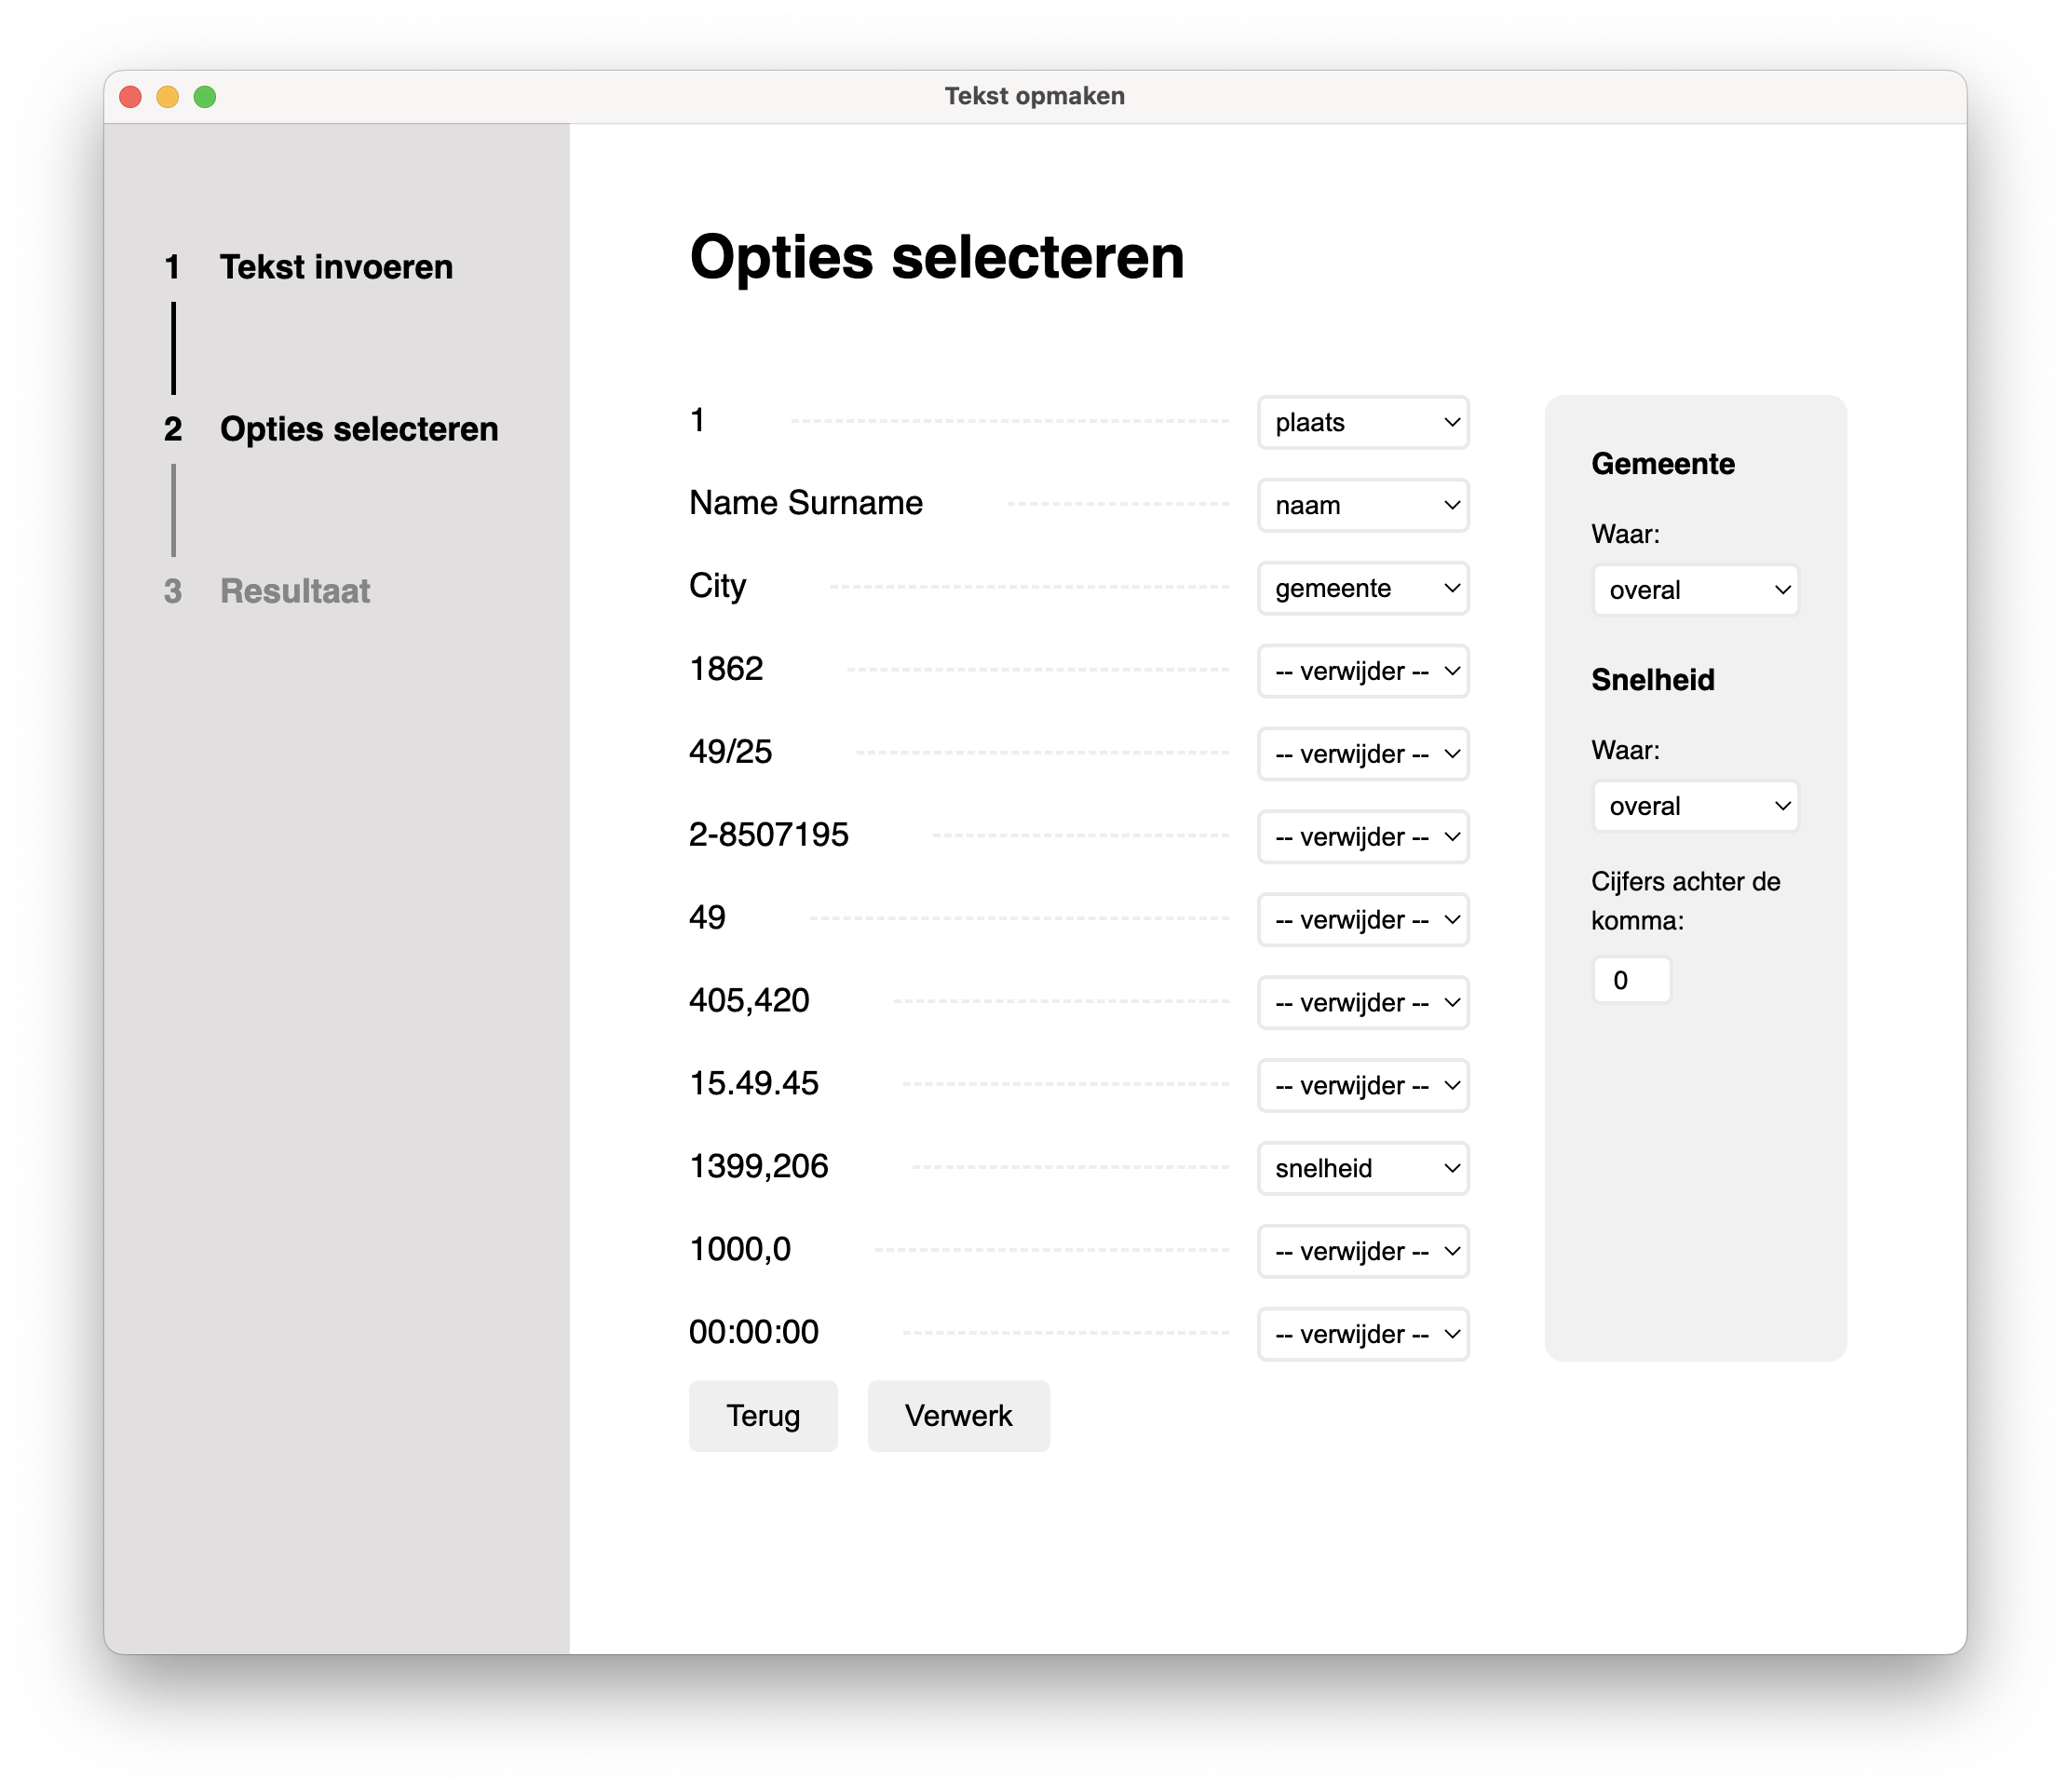 Tekst opmaken
1 Tekst invoeren
2 Opties selecteren
3 Resultaat
Opties selecteren
1 plaats
Name Surname naam
City gemeente
1862 -- verwijder --
49/25 -- verwijder --
2-8507195 -- verwijder --
49 -- verwijder --
405,420 -- verwijder --
15.49.45 -- verwijder --
1399,206 snelheid
1000,0 -- verwijder --
00:00:00 -- verwijder --
Terug Verwerk
Gemeente
Waar:
overal
Snelheid
Waar:
overal
Cijfers achter de
komma:
0